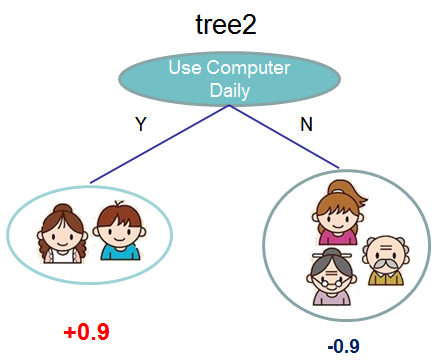 tree2
Use Computer
Daily
Y
N
+0.9
-0.9